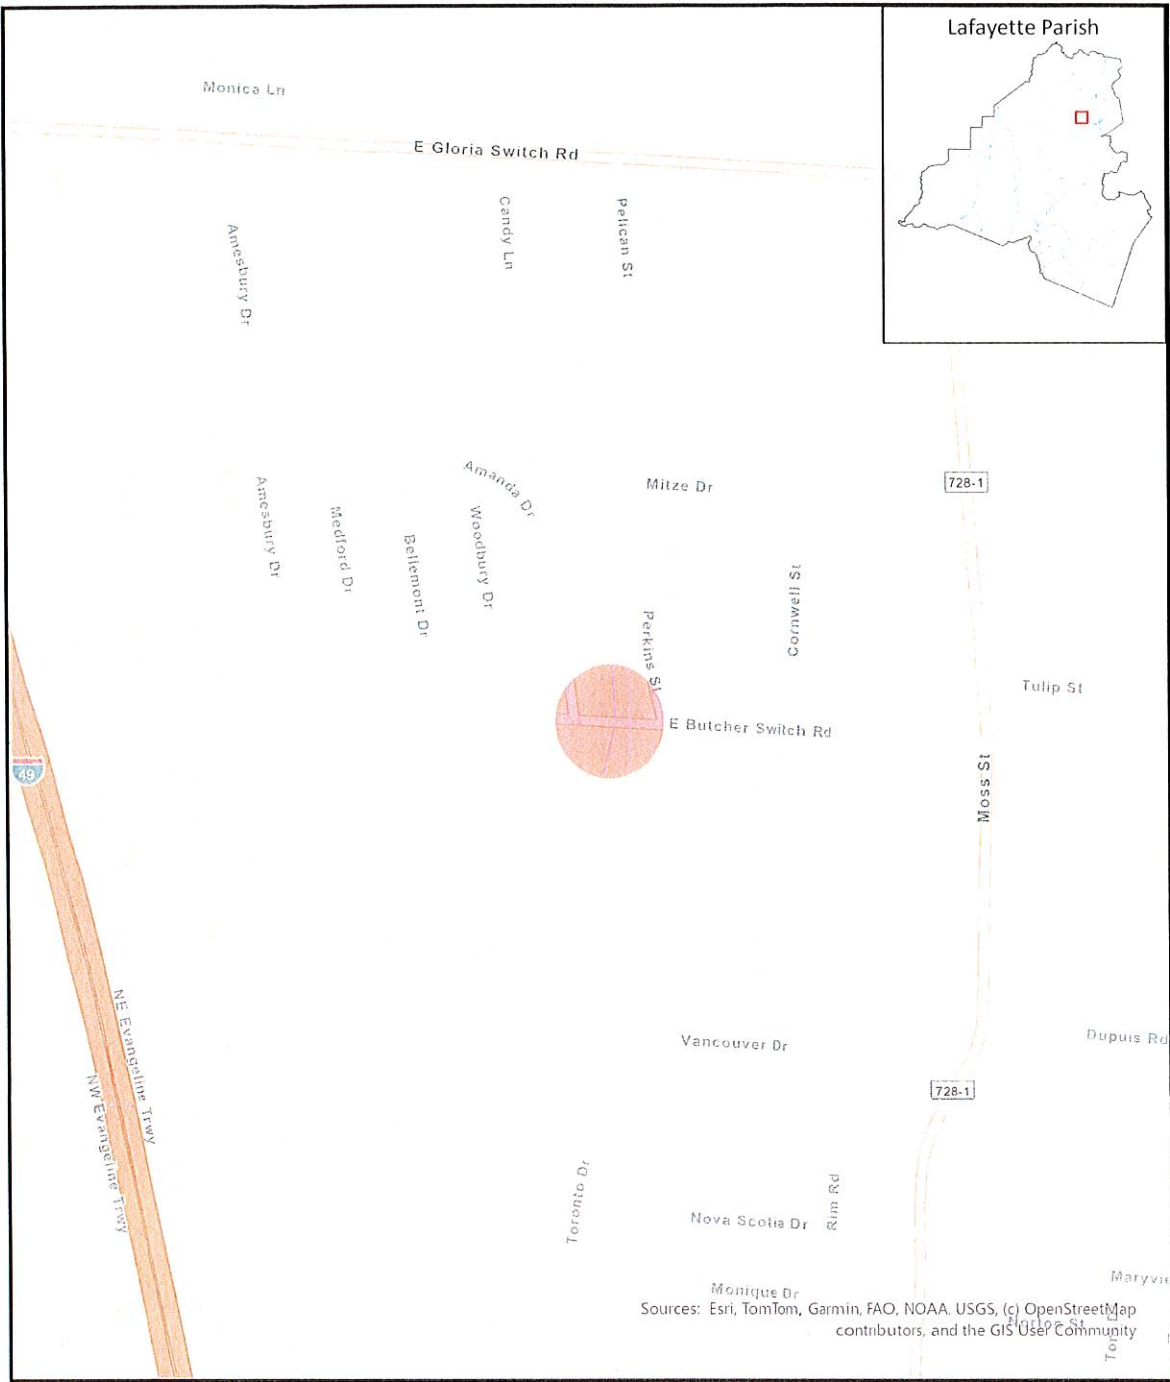 Lafayette Parish
Monica Ln
E Gloria Switch Rd
Amesbury Dr
Candy Ln
Pelican St
728-1
Amanda Dr
Mitze Dr
Amesbury Dr
Medford Dr
Bellemont Dr
Woodbury Dr
Cornwell St
Perkins St
Tulip St
E Butcher Switch Rd
49
Moss St
NE Evangeline Trwy
NW Evangeline Trwy
Vancouver Dr
Dupuis Rd
728-1
Toronto Dr
Nova Scotia Dr
Rim Rd
Monique Dr
Maryvie
Sources: Esri, TomTom, Garmin, FAO, NOAA, USGS, (c) OpenStreetMap
contributors, and the GIS User Community
Norton St